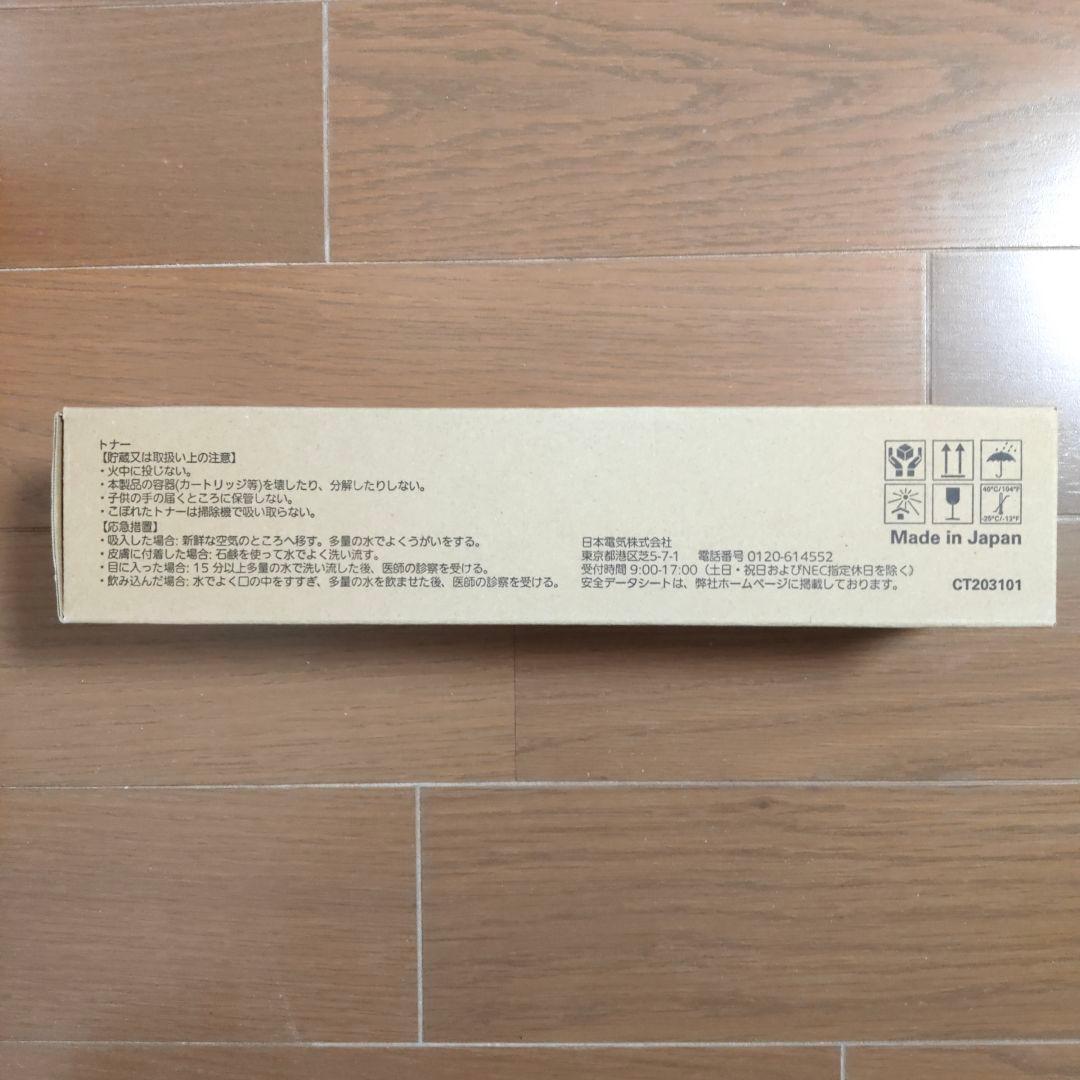 トナー
【貯蔵又は取扱い上の注意】
・火中に投じない。
・本製品の容器(カートリッジ等)を壊したり、分解したりしない。
・子供の手の届くところに保管しない。
・こぼれたトナーは掃除機で吸い取らない。
【応急措置】
・吸入した場合: 新鮮な空気のところへ移す。多量の水でよくうがいをする。
・皮膚に付着した場合: 石鹸を使って水でよく洗い流す。
・目に入った場合: 15 分以上多量の水で洗い流した後、医師の診察を受ける。
・飲み込んだ場合: 水でよく口の中をすすぎ、多量の水を飲ませた後、医師の診察を受ける。
日本電気株式会社
東京都港区芝5-7-1 電話番号 0120-614552
受付時間 9:00-17:00（土日・祝日およびNEC指定休日を除く）
安全データシートは、弊社ホームページに掲載しております。
40°C/104°F
-25°C/-13°F
Made in Japan
CT203101